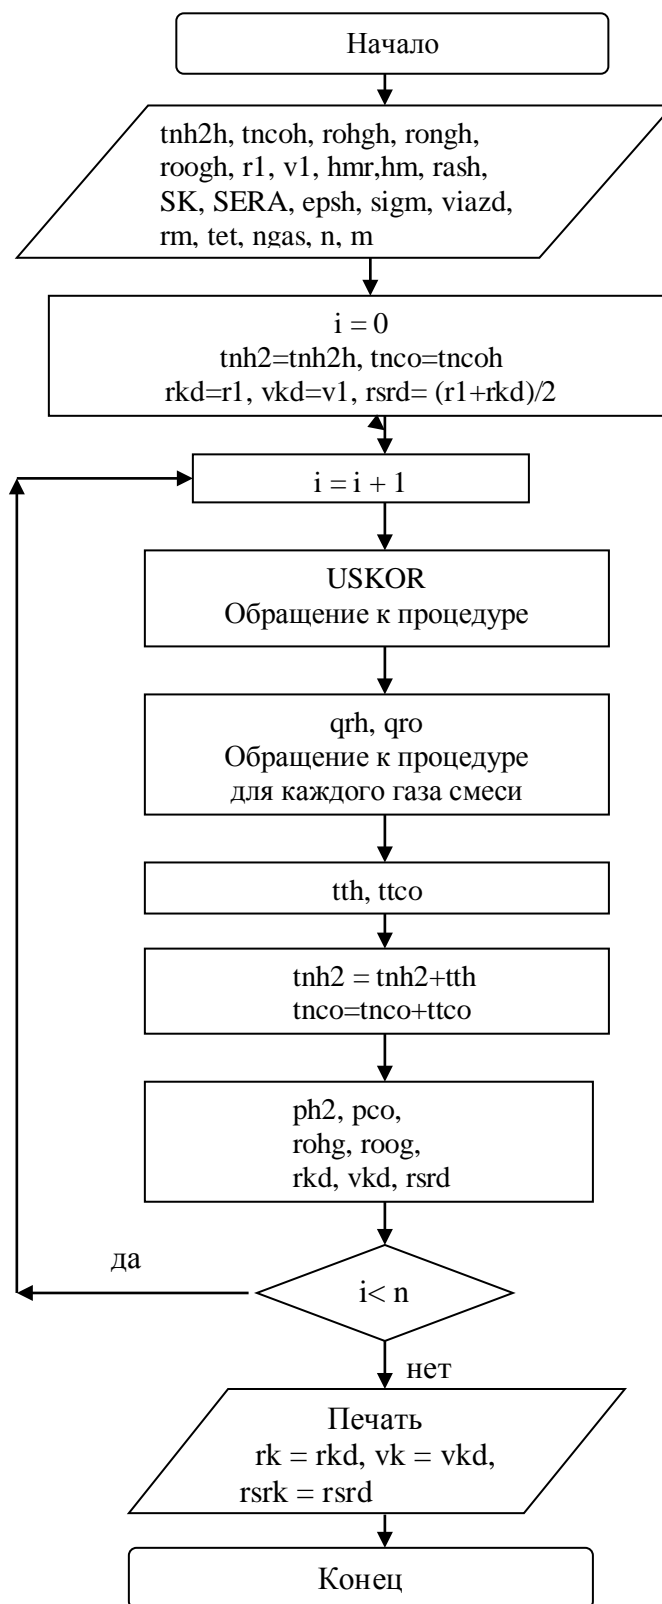 Начало
tnh2h, tncoh, rohgh, rongh,
roogh, r1, v1, hmr,hm, rash,
SK, SERA, epsh, sigm, viazd,
rm, tet, ngas, n, m
i = 0
tnh2=tnh2h, tnco=tncoh
rkd=r1, vkd=v1, rsrd= (r1+rkd)/2
i = i + 1
USKOR
Обращение к процедуре
qrh, qro
Обращение к процедуре
для каждого газа смеси
tth, ttco
tnh2 = tnh2+tth
tnco=tnco+ttco
ph2, pco,
rohg, roog,
rkd, vkd, rsrd
да
i< n
нет
Печать
rk = rkd, vk = vkd,
rsrk = rsrd
Конец